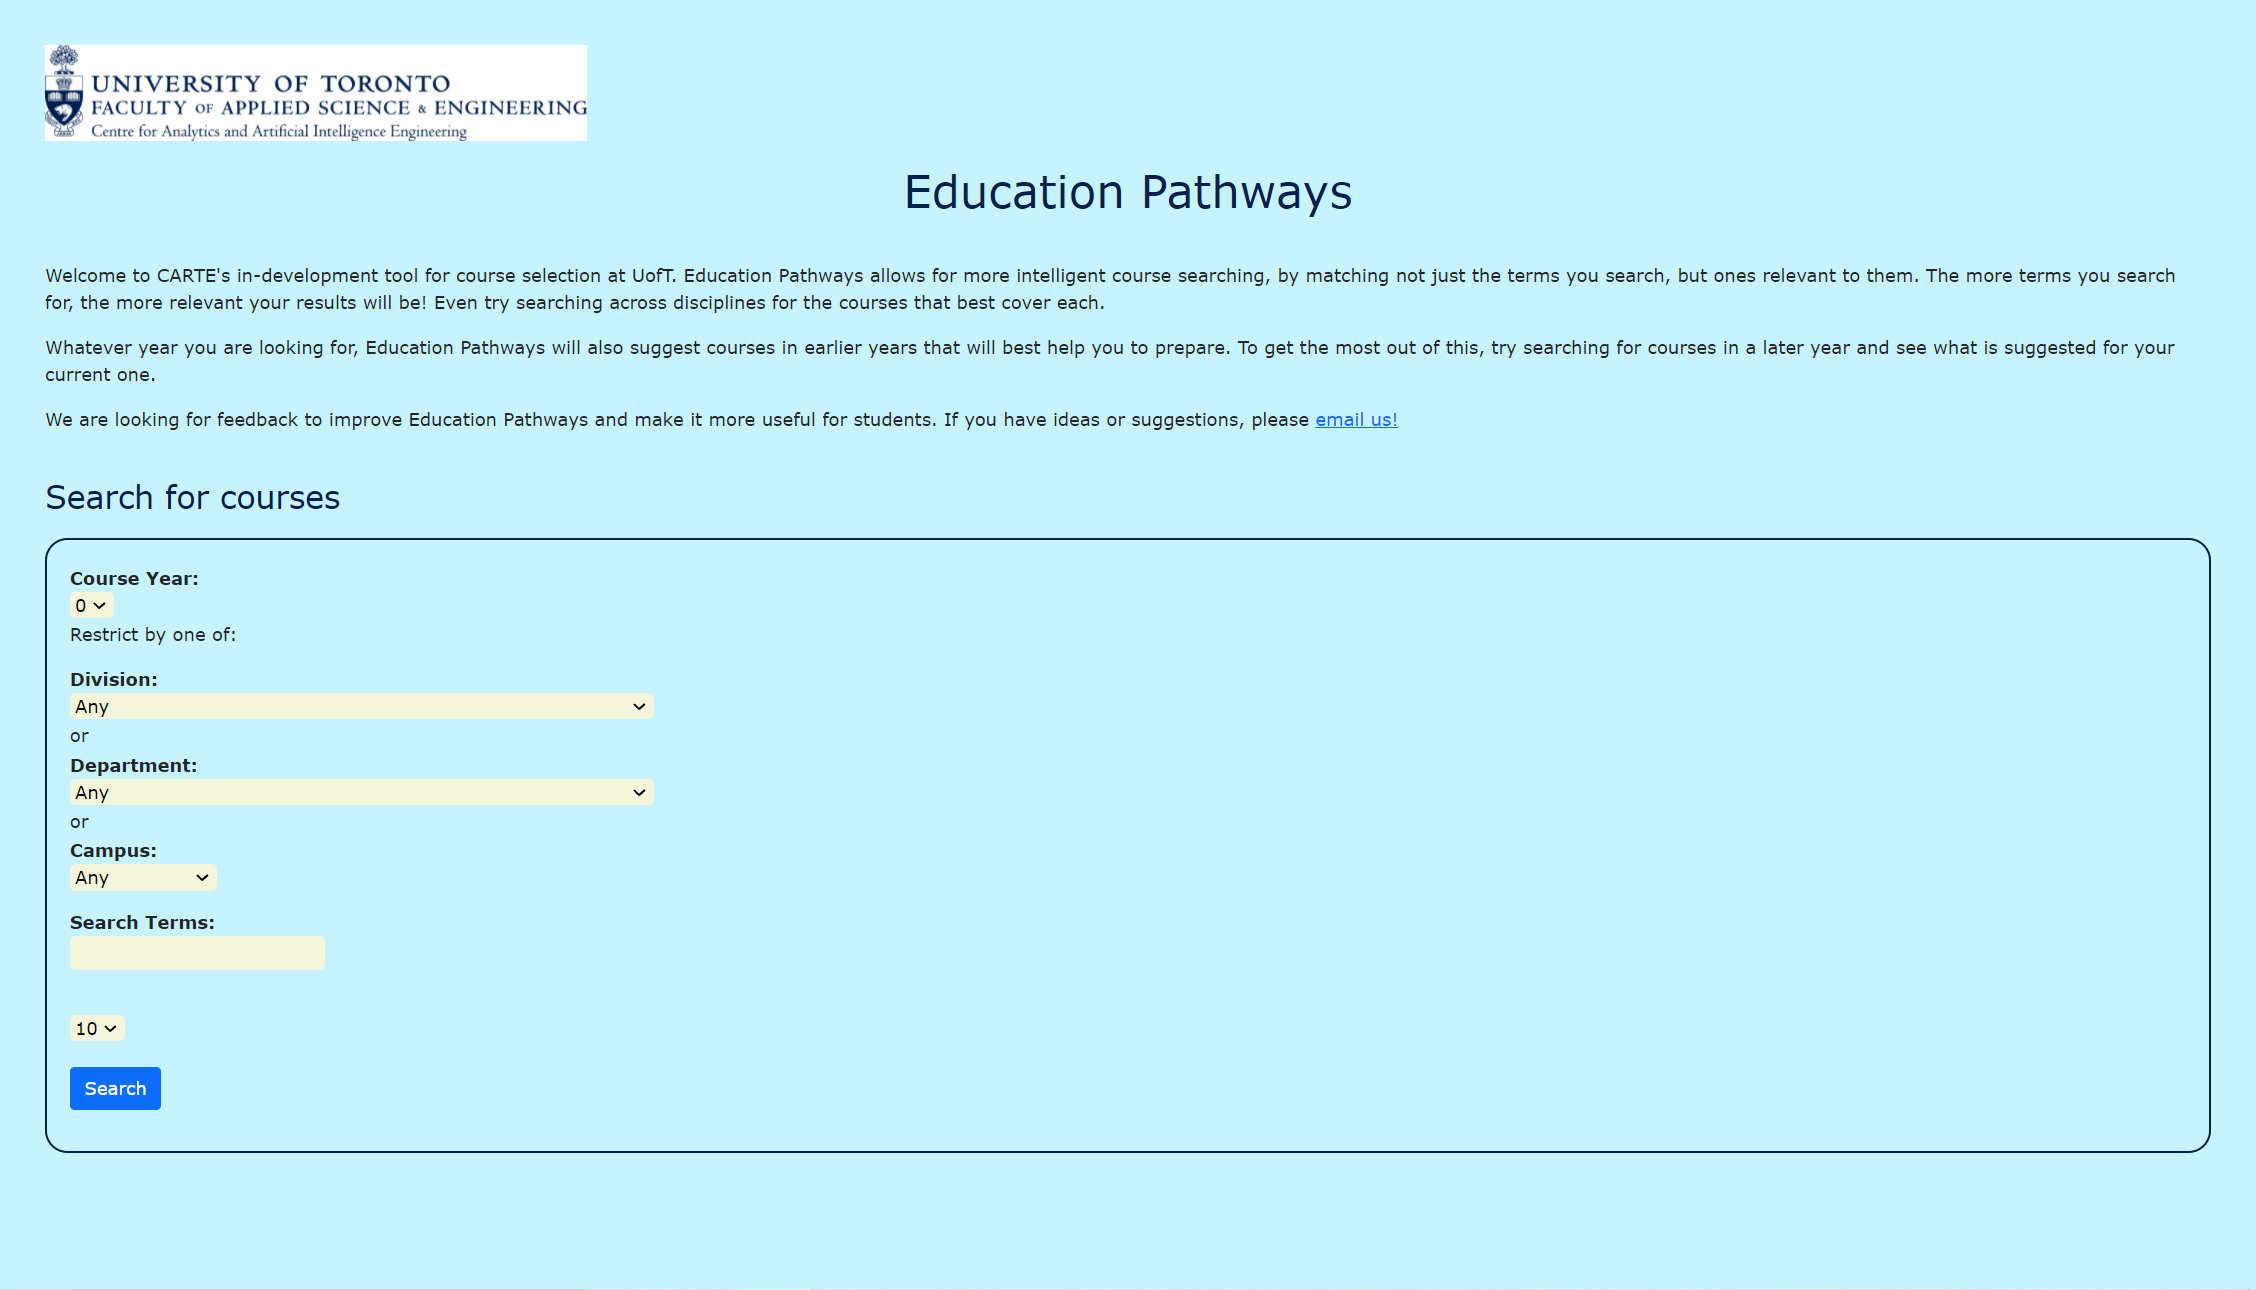 UNIVERSITY OF TORONTO
FACULTY OF APPLIED SCIENCE & ENGINEERING
Centre for Analytics and Artificial Intelligence Engineering
Education Pathways
Welcome to CARTE's in-development tool for course selection at UofT. Education Pathways allows for more intelligent course searching, by matching not just the terms you search, but ones relevant to them. The more terms you search
for, the more relevant your results will be! Even try searching across disciplines for the courses that best cover each.
Whatever year you are looking for, Education Pathways will also suggest courses in earlier years that will best help you to prepare. To get the most out of this, try searching for courses in a later year and see what is suggested for your
current one.
We are looking for feedback to improve Education Pathways and make it more useful for students. If you have ideas or suggestions, please email us!
Search for courses
Course Year:
0
Restrict by one of:
Division:
Any
or
Department:
Any
or
Campus:
Any
Search Terms:
10
Search